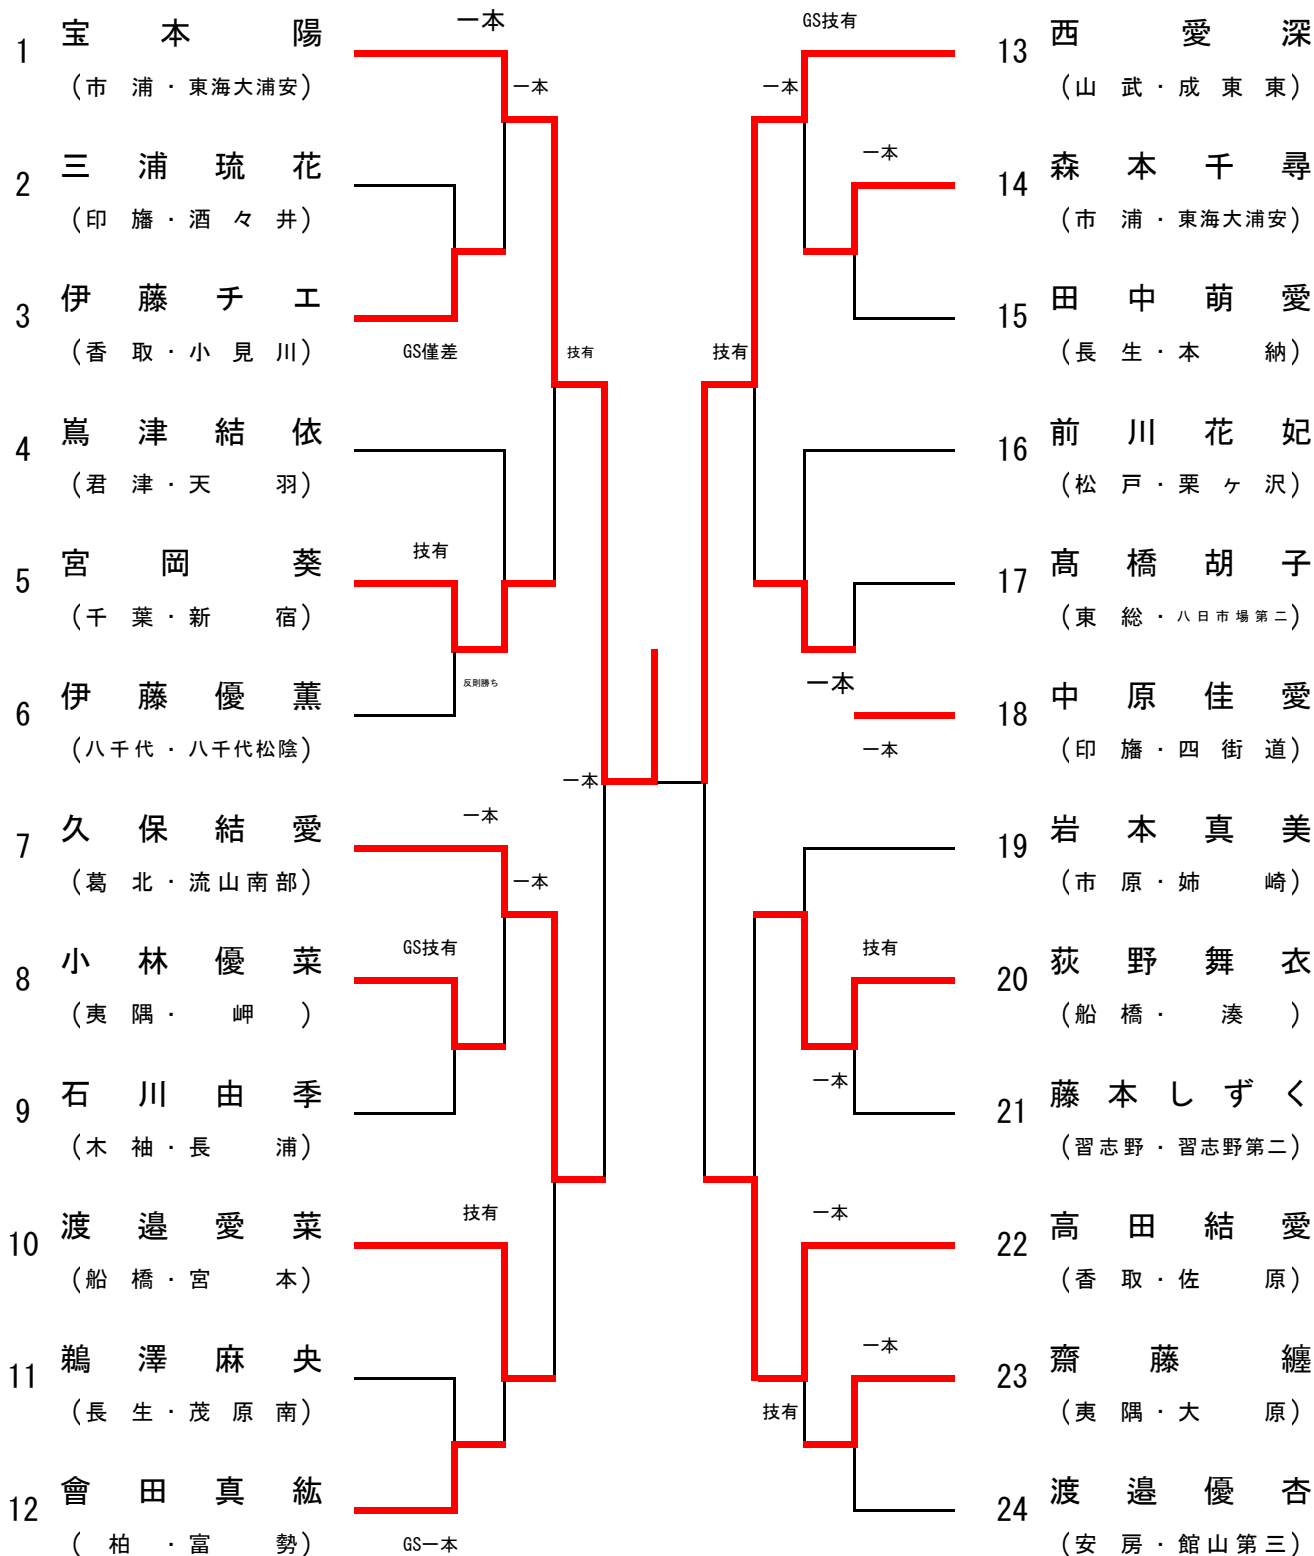 1 宝本陽
(市浦・東海大浦安)
2 三浦琉花
(印旛・酒々井)
3 伊藤チエ
(香取・小見川)
4 嶌津結依
(君津・天羽)
5 宮岡葵
(千葉・新宿)
6 伊藤優薫
(八千代・八千代松陰)
7 久保結愛
(葛北・流山南部)
8 小林優菜
(夷隅・岬)
9 石川由季
(木袖・長浦)
10 渡邉愛菜
(船橋・宮本)
11 鵜澤麻央
(長生・茂原南)
12 會田真紘
(柏・富勢)
一本
一本
GS僅差
技有
技有
反則勝ち
一本
一本
一本
GS技有
技有
GS一本
GS技有
一本
一本
技有
一本
一本
技有
一本
一本
一本
技有
13 西愛深
(山武・成東東)
14 森本千尋
(市浦・東海大浦安)
15 田中萌愛
(長生・本納)
16 前川花妃
(松戸・栗ヶ沢)
17 髙橋胡子
(東総・八日市場第二)
18 中原佳愛
(印旛・四街道)
19 岩本真美
(市原・姉崎)
20 荻野舞衣
(船橋・湊)
21 藤本しずく
(習志野・習志野第二)
22 高田結愛
(香取・佐原)
23 齋藤纏
(夷隅・大原)
24 渡邉優杏
(安房・館山第三)